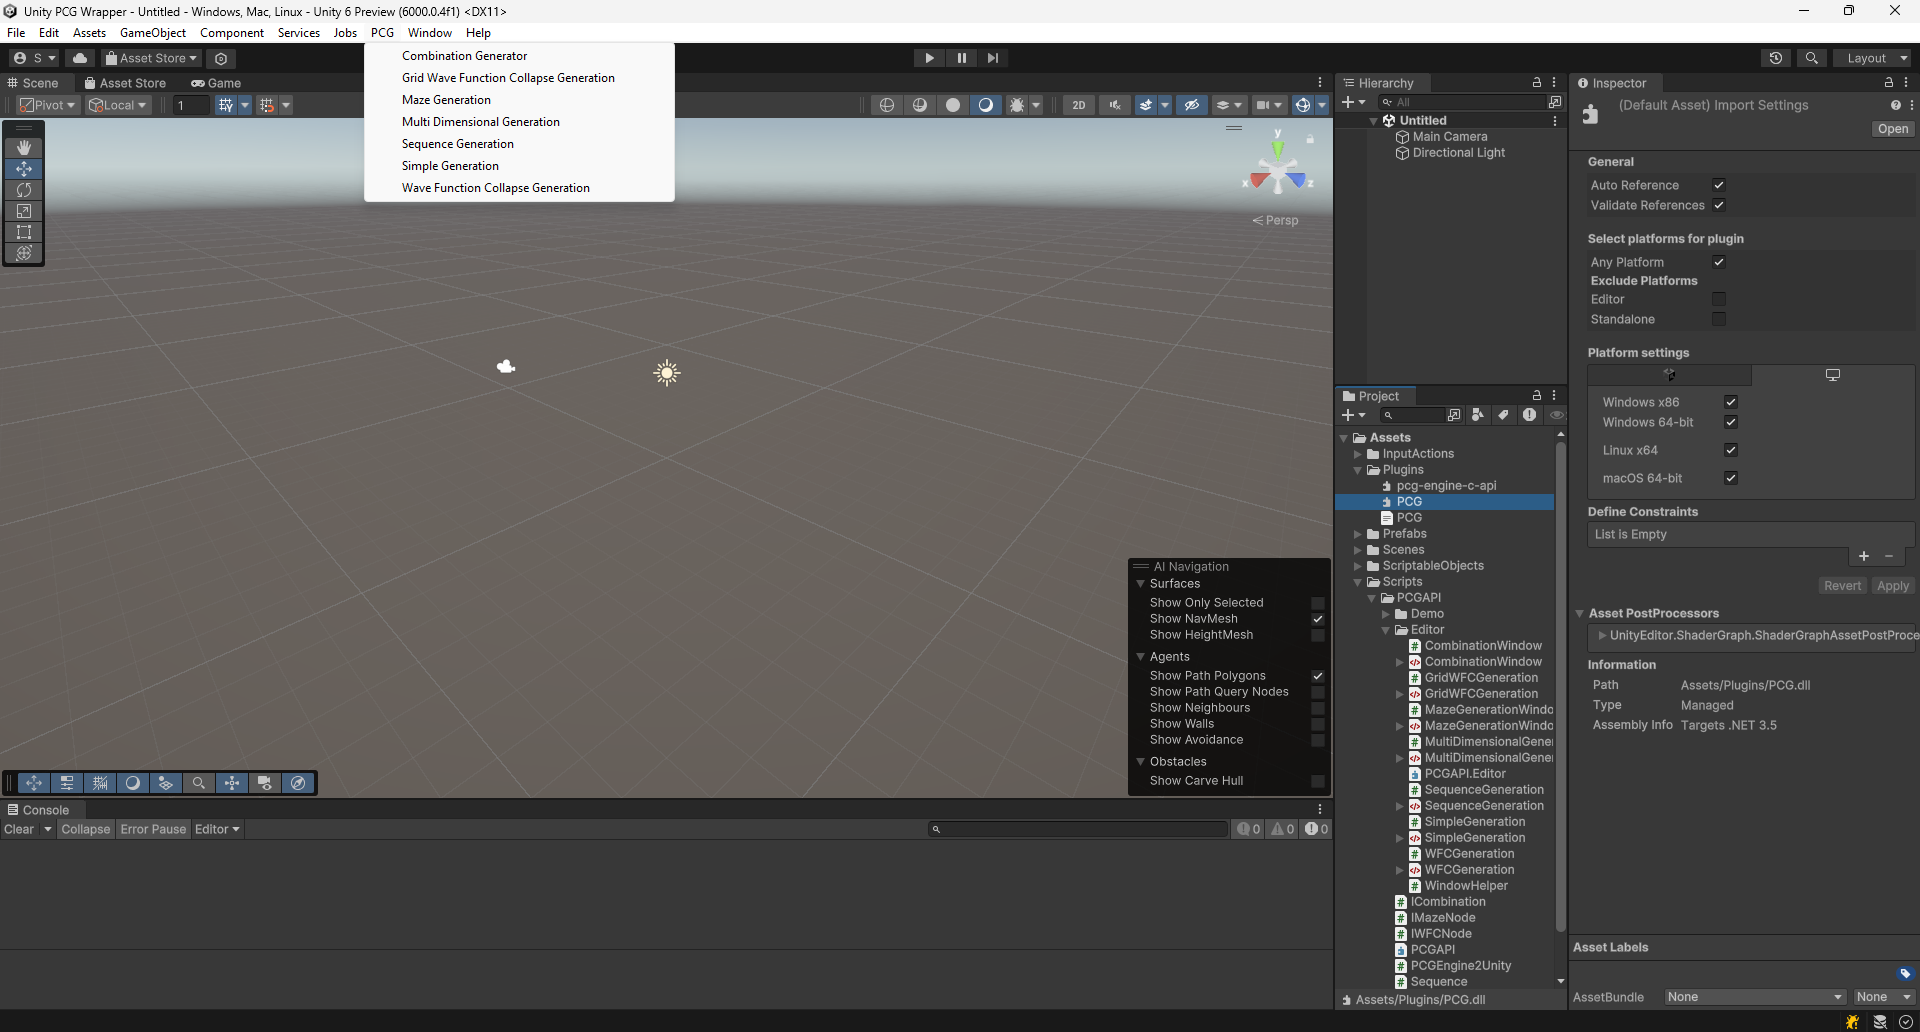 Unity PCG Wrapper - Untitled - Windows, Mac, Linux - Unity 6 Preview (6000.0.4f1) <DX11>
File Edit Assets GameObject Component Services Jobs PCG Window Help
Combination Generator
Grid Wave Function Collapse Generation
Maze Generation
Multi Dimensional Generation
Sequence Generation
Simple Generation
Wave Function Collapse Generation
S Asset Store Layout
Scene Asset Store Game
Pivot Local 1 2D
y
x z
Persp
AI Navigation
Surfaces
Show Only Selected
Show NavMesh
Show HeightMesh
Agents
Show Path Polygons
Show Path Query Nodes
Show Neighbours
Show Walls
Show Avoidance
Obstacles
Show Carve Hull
Console
Clear Collapse Error Pause Editor 0 0 0
Hierarchy
All
Untitled
Main Camera
Directional Light
Project
Assets
InputActions
Plugins
pcg-engine-c-api
PCG
PCG
Prefabs
Scenes
ScriptableObjects
Scripts
PCGAPI
Demo
Editor
CombinationWindow
CombinationWindow
GridWFCGeneration
GridWFCGeneration
MazeGenerationWindo
MazeGenerationWindo
MultiDimensionalGener
MultiDimensionalGener
PCGAPI.Editor
SequenceGeneration
SequenceGeneration
SimpleGeneration
SimpleGeneration
WFCGeneration
WFCGeneration
WindowHelper
ICombination
IMazeNode
IWFCNode
PCGAPI
PCGEngine2Unity
Sequence
Assets/Plugins/PCG.dll
Inspector
(Default Asset) Import Settings
Open
General
Auto Reference
Validate References
Select platforms for plugin
Any Platform
Exclude Platforms
Editor
Standalone
Platform settings
Windows x86
Windows 64-bit
Linux x64
macOS 64-bit
Define Constraints
List is Empty
Revert Apply
Asset PostProcessors
UnityEditor.ShaderGraph.ShaderGraphAssetPostProce
Information
Path Assets/Plugins/PCG.dll
Type Managed
Assembly Info Targets .NET 3.5
Asset Labels
AssetBundle None None